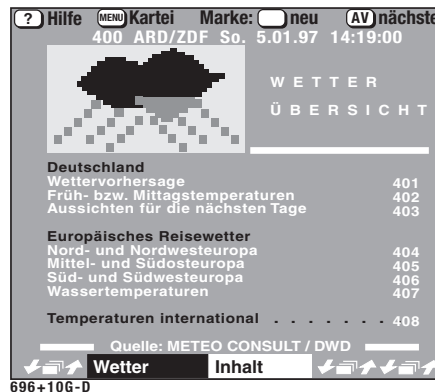 ? Hilfe MENU Kartei Marke: neu AV nächste
400 ARD/ZDF So. 5.01.97 14:19:00
WETTER
ÜBERSICHT
Deutschland
Wettervorhersage 401
Früh- bzw. Mittagstemperaturen 402
Aussichten für die nächsten Tage 403
Europäisches Reisewetter
Nord- und Nordwesteuropa 404
Mittel- und Südosteuropa 405
Süd- und Südwesteuropa 406
Wassertemperaturen 407
Temperaturen international . . . . . . . 408
Quelle: METEO CONSULT / DWD
Wetter Inhalt
696+10G-D